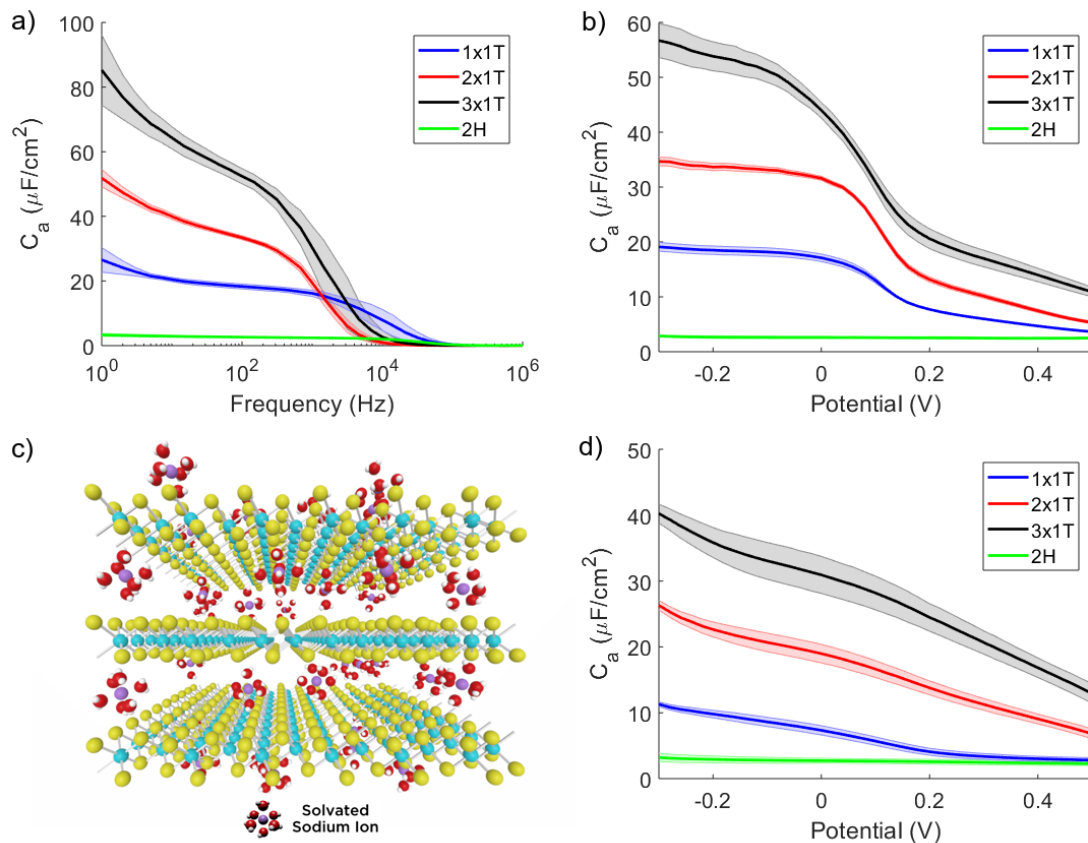 a)
100
80
60
40
20
0
C_a (μF/cm²)
10⁰
10²
10⁴
10⁶
Frequency (Hz)
1x1T
2x1T
3x1T
2H
b)
60
50
40
30
20
10
0
C_a (μF/cm²)
-0.2
0
0.2
0.4
Potential (V)
1x1T
2x1T
3x1T
2H
c)
Solvated
Sodium Ion
d)
50
40
30
20
10
0
C_a (μF/cm²)
-0.2
0
0.2
0.4
Potential (V)
1x1T
2x1T
3x1T
2H